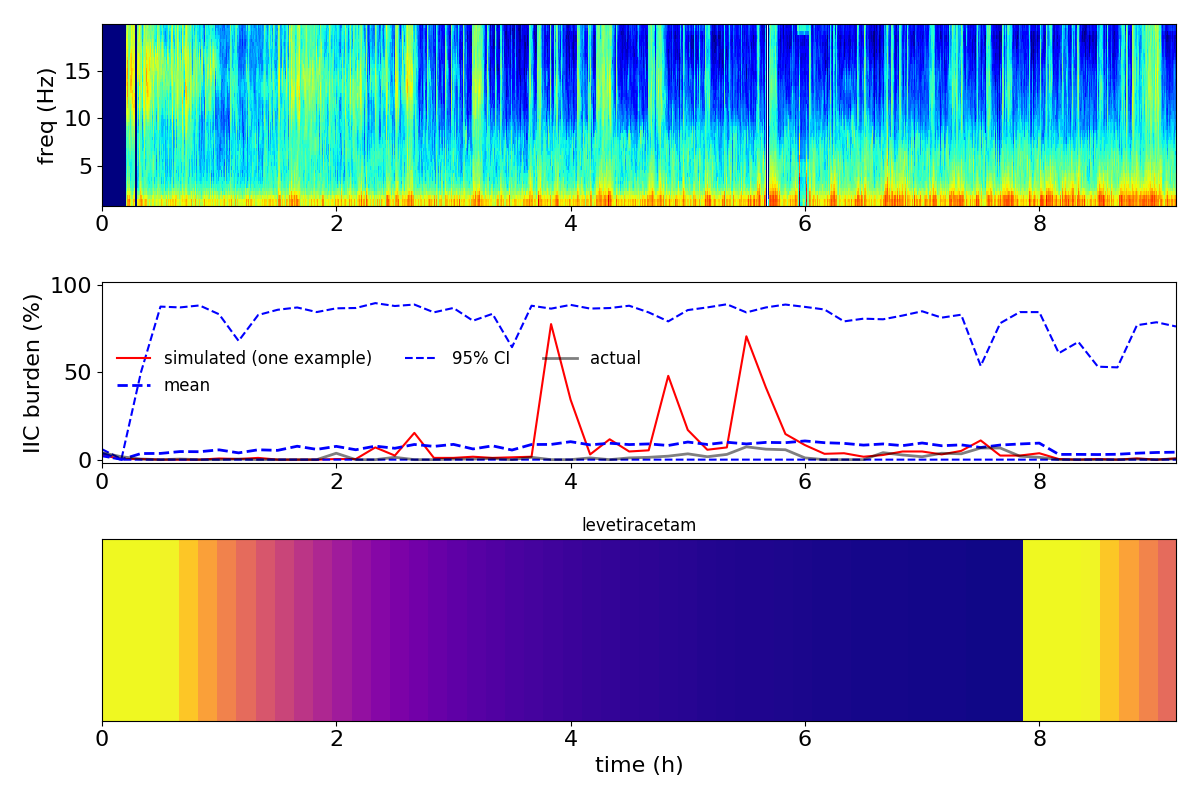 freq (Hz)
15
10
5
0 2 4 6 8
IIC burden (%)
100
50
0
simulated (one example) 95% CI actual
mean
0 2 4 6 8
levetiracetam
0 2 4 6 8
time (h)